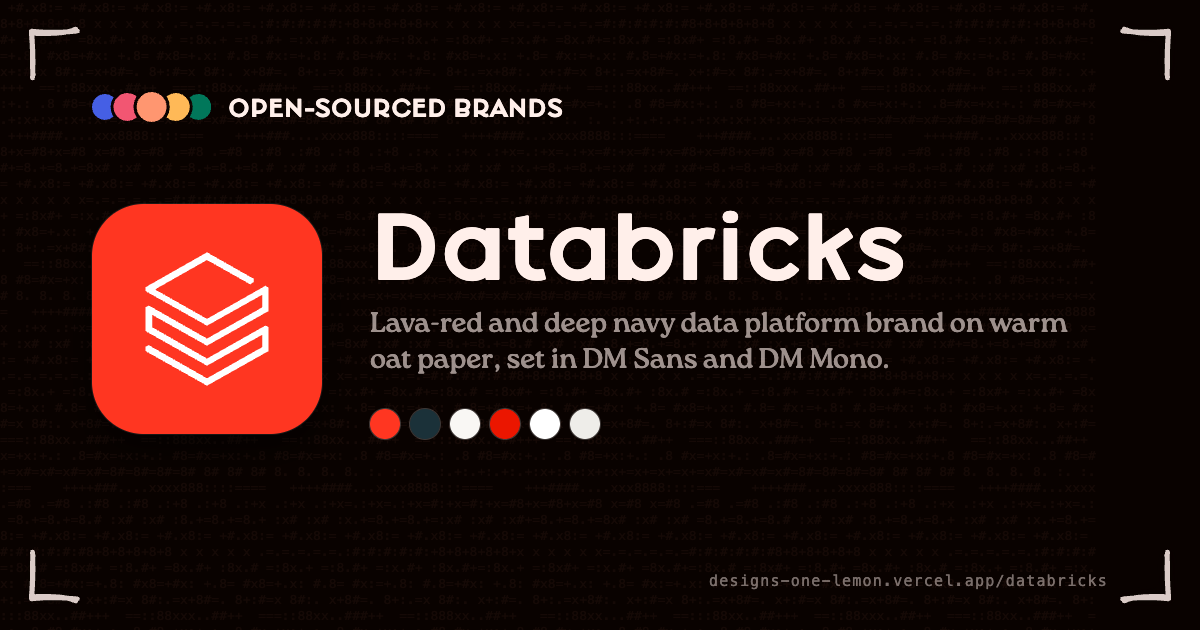 OPEN-SOURCED BRANDS
Databricks
Lava-red and deep navy data platform brand on warm
oat paper, set in DM Sans and DM Mono.
designs-one-lemon.vercel.app/databricks